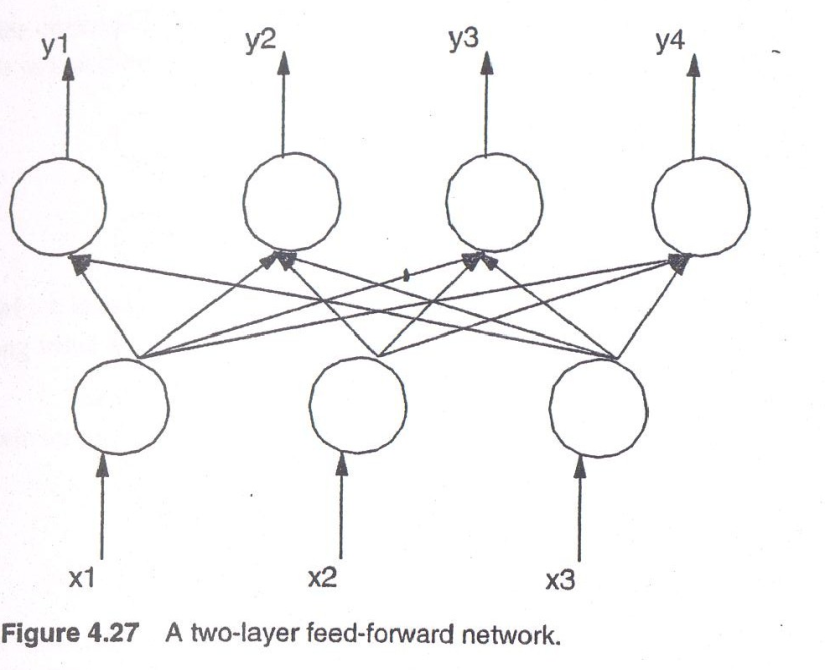 y1 y2 y3 y4
x1 x2 x3
Figure 4.27 A two-layer feed-forward network.